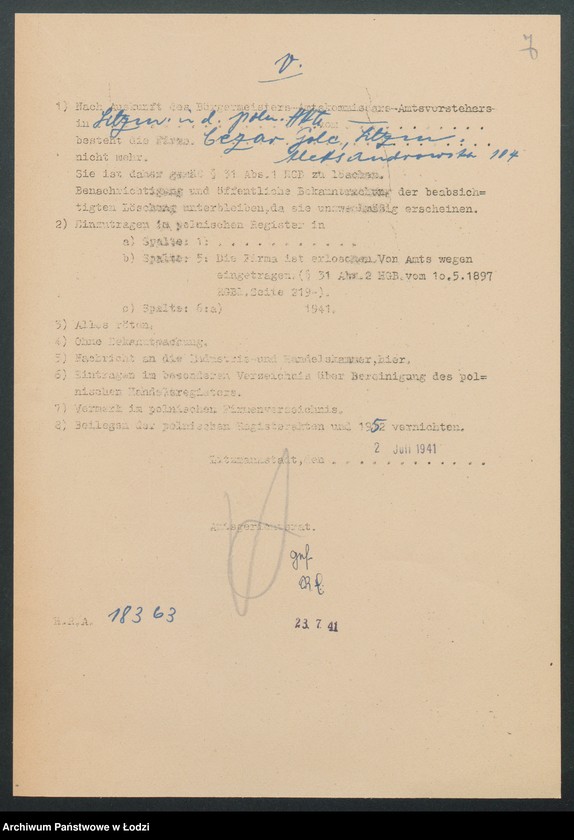 7
V.
1) Nach Auskunft des Bürgermeisters-Amtskommissars-Amtsvorstehers-
in Litzm. u. d. poln. Akte vom
besteht die Firma. Cezar Golc, Litzm.
nicht mehr. Aleksandrowska 104
Sie ist daher gemäß § 31 Abs.1 HGB zu löschen.
Benachrichtigung und öffentliche Bekanntmachung der beabsich=
tigten Löschung unterbleiben,da sie unzweckmäßig erscheinen.
2) Einzutragen im polnischen Register in
a) Spalte: 1: . . . . . . . . . . . .
b) Spalte: 5: Die Firma ist erloschen.Von Amts wegen
eingetragen.(§ 31 Abs.2 HGB.vom 1o.5.1897
RGBl.Seite 219-).
c) Spalte: 6:a) 1941.
3) Alles röten.
4) Ohne Bekanntmachung.
5) Nachricht an die Industrie-und Handelskammer,hier.
6) Eintragen im besonderen Verzeichnis über Bereinigung des pol=
nischen Handelsregisters.
7) Vermerk im polnischen Firmenverzeichnis.
8) Beilegen der polnischen Registerakten und 1952 vernichten.
2 Juli 1941
Litzmannstadt,den . . . . . . . . . . . . .
Amtsgerichtsrat.
gef.
H.R.A. 18363
23. 7. 41
Archiwum Państwowe w Łodzi